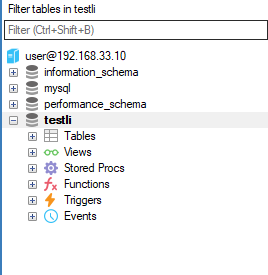 Filter tables in testli
Filter (Ctrl+Shift+B)
user@192.168.33.10
information_schema
mysql
performance_schema
testli
Tables
Views
Stored Procs
Functions
Triggers
Events